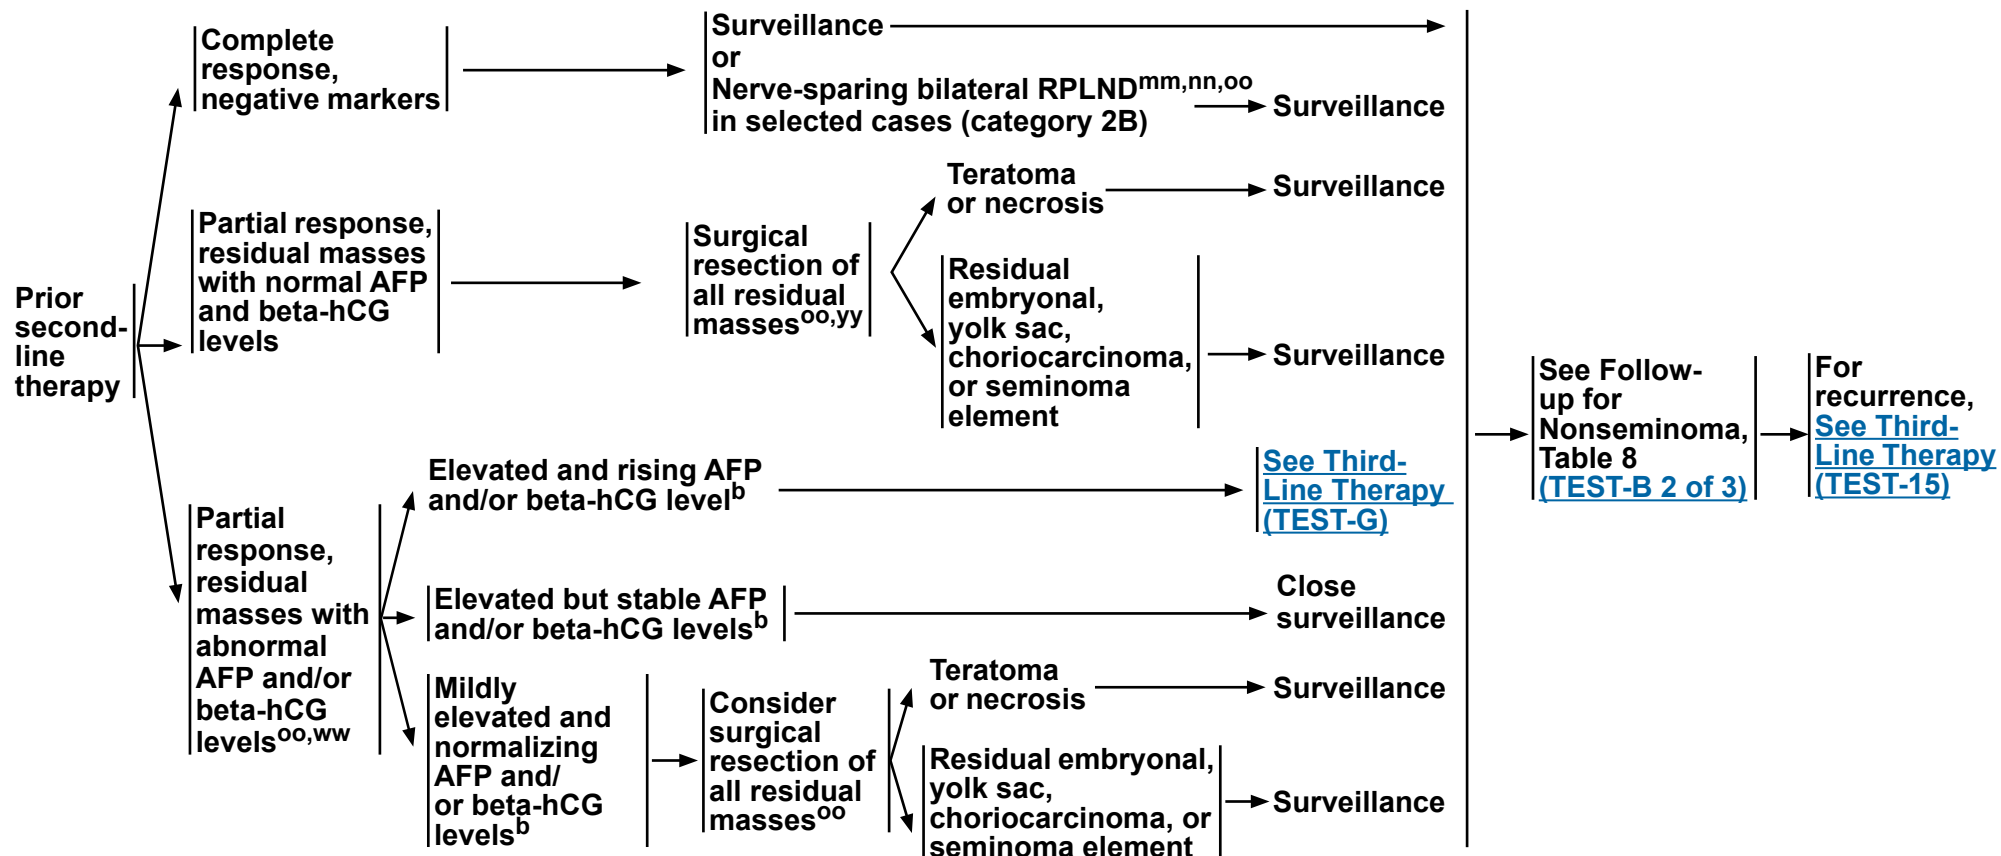 Prior
second-
line
therapy
Complete
response,
negative markers
Surveillance
or
Nerve-sparing bilateral RPLNDmm,nn,oo
in selected cases (category 2B)
Surveillance
Partial response,
residual masses
with normal AFP
and beta-hCG
levels
Surgical
resection of
all residual
massesoo,yy
Teratoma
or necrosis
Surveillance
Residual
embryonal,
yolk sac,
choriocarcinoma,
or seminoma
element
Surveillance
Partial
response,
residual
masses with
abnormal
AFP and/or
beta-hCG
levelsoo,ww
Elevated and rising AFP
and/or beta-hCG levelb
See Third-
Line Therapy
(TEST-G)
Elevated but stable AFP
and/or beta-hCG levelsb
Close
surveillance
Mildly
elevated and
normalizing
AFP and/
or beta-hCG
levelsb
Consider
surgical
resection of
all residual
massesoo
Teratoma
or necrosis
Surveillance
Residual embryonal,
yolk sac,
choriocarcinoma, or
seminoma element
Surveillance
See Follow-
up for
Nonseminoma,
Table 8
(TEST-B 2 of 3)
For
recurrence,
See Third-
Line Therapy
(TEST-15)